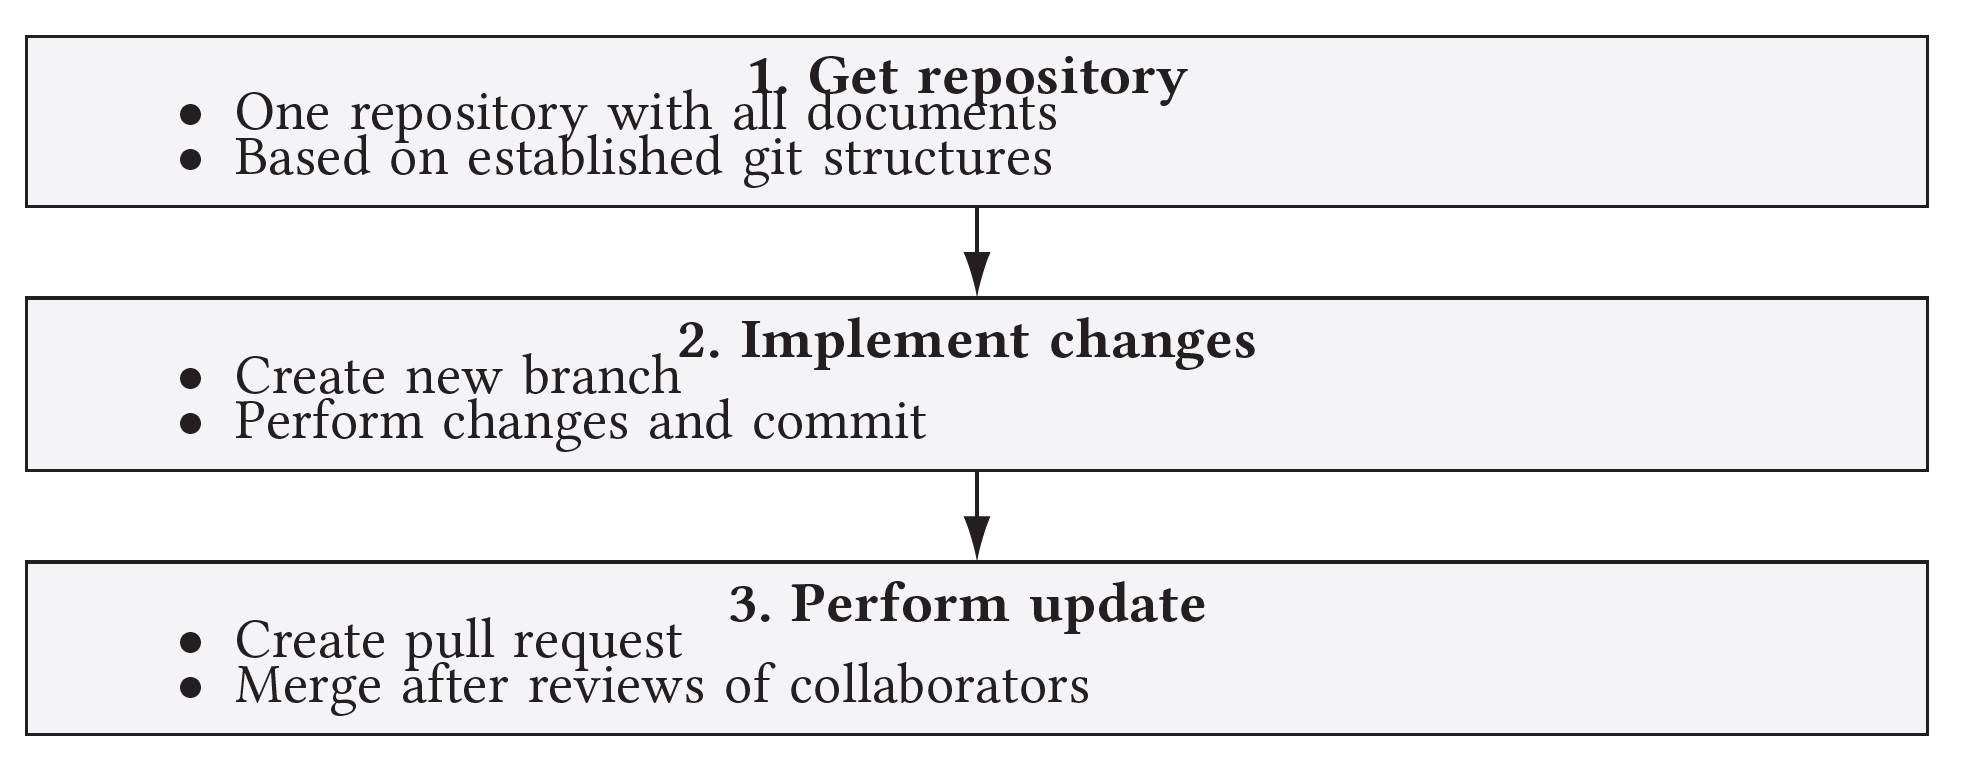 1. Get repository
● One repository with all documents
● Based on established git structures
2. Implement changes
● Create new branch
● Perform changes and commit
3. Perform update
● Create pull request
● Merge after reviews of collaborators